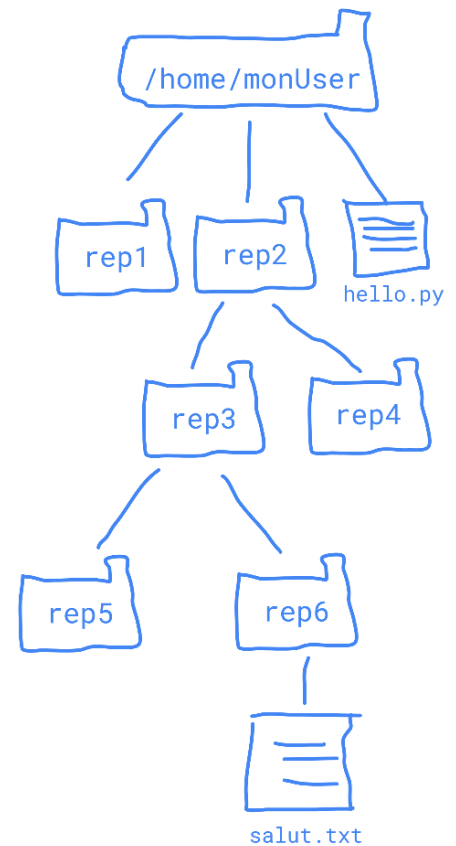 /home/monUser
rep1
rep2
hello.py
rep3
rep4
rep5
rep6
salut.txt